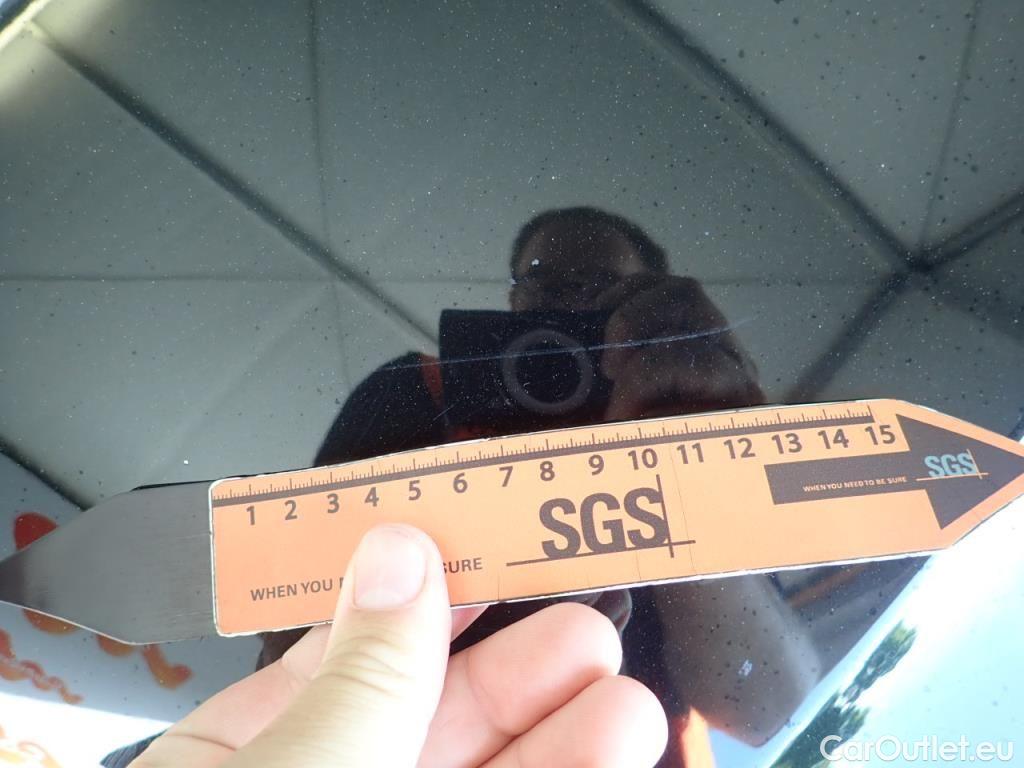 1 2 3 4 5 6 7 8 9 10 11 12 13 14 15
SGS
WHEN YOU NEED TO BE SURE
SGS
WHEN YOU SURE
CarOutlet.eu